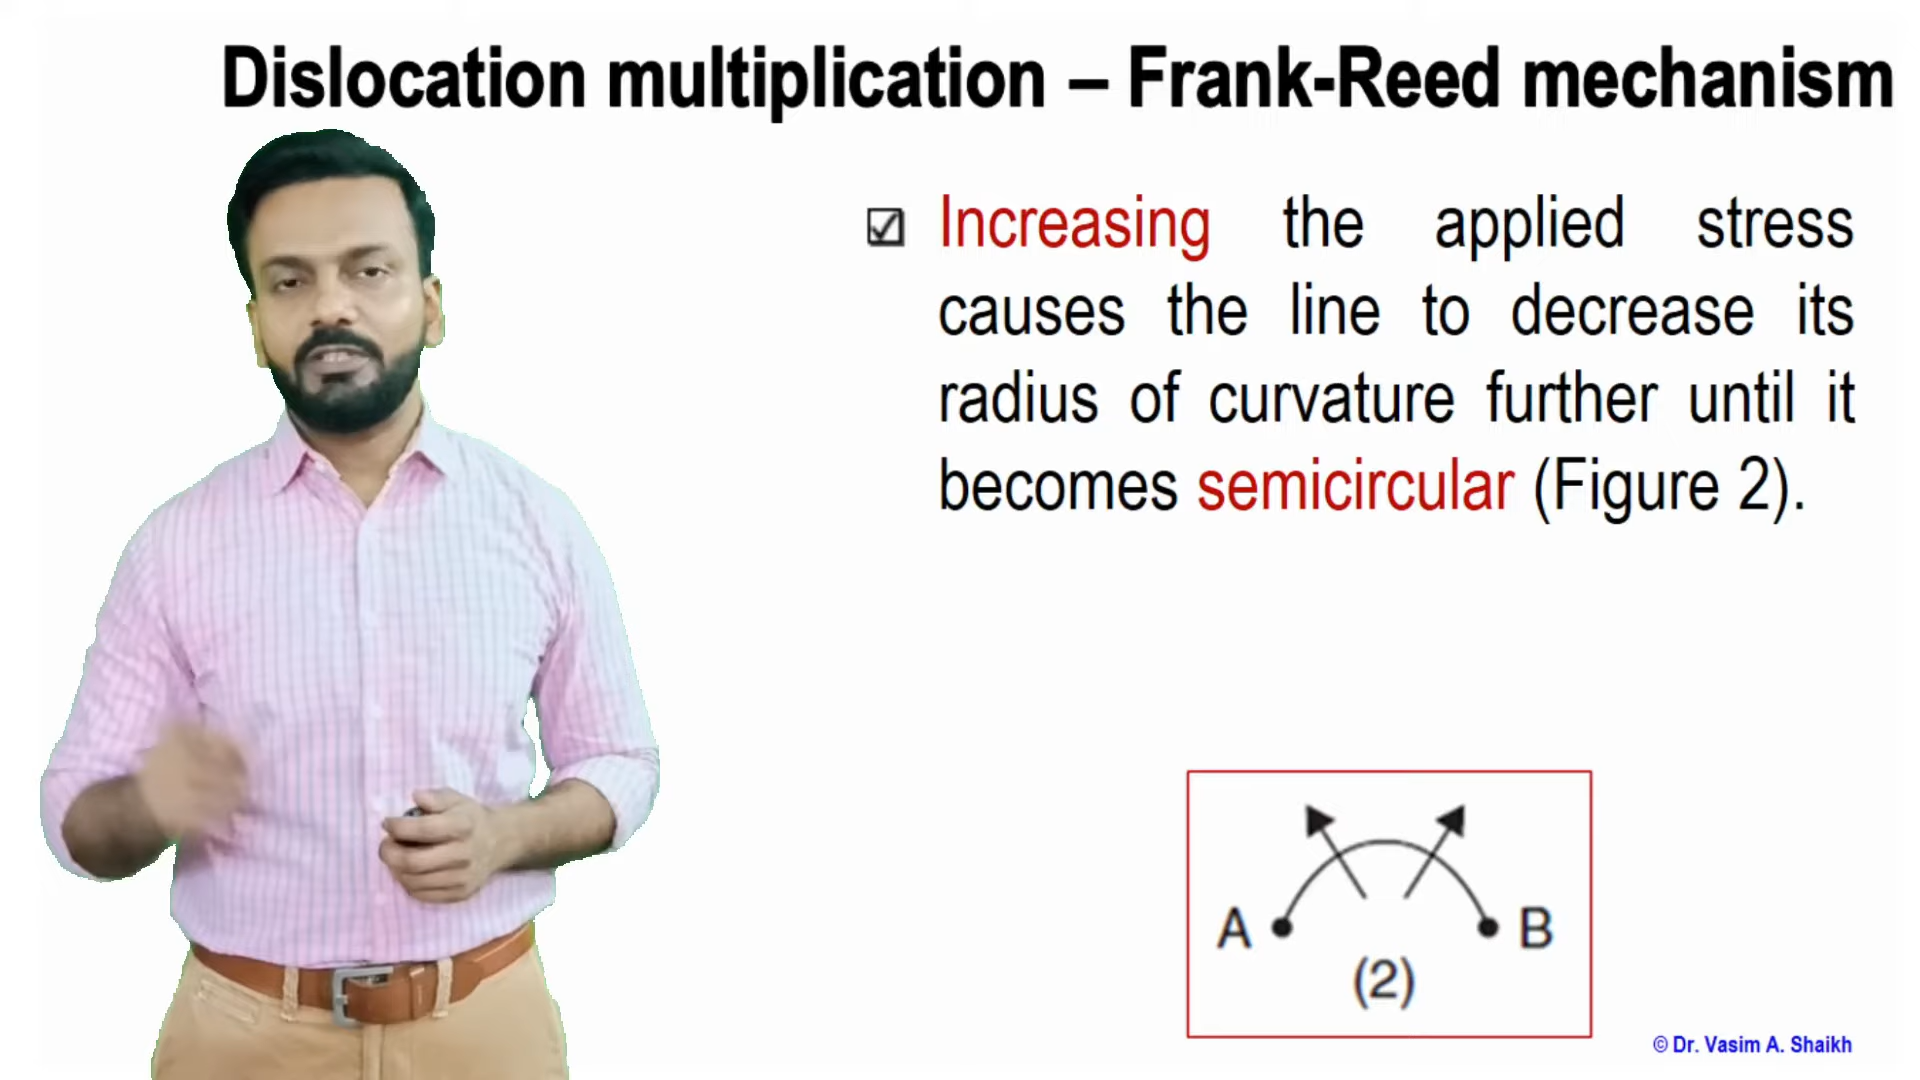 Dislocation multiplication – Frank-Reed mechanism
Increasing the applied stress
causes the line to decrease its
radius of curvature further until it
becomes semicircular (Figure 2).
A B
(2)
© Dr. Vasim A. Shaikh